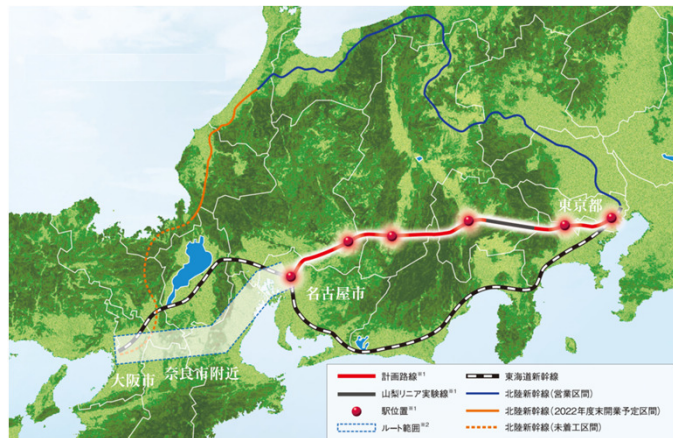 東京都
名古屋市
大阪市
奈良市附近
計画路線※1
山梨リニア実験線※1
駅位置※1
ルート範囲※2
東海道新幹線
北陸新幹線（営業区間）
北陸新幹線（2022年度末開業予定区間）
北陸新幹線（未着工区間）